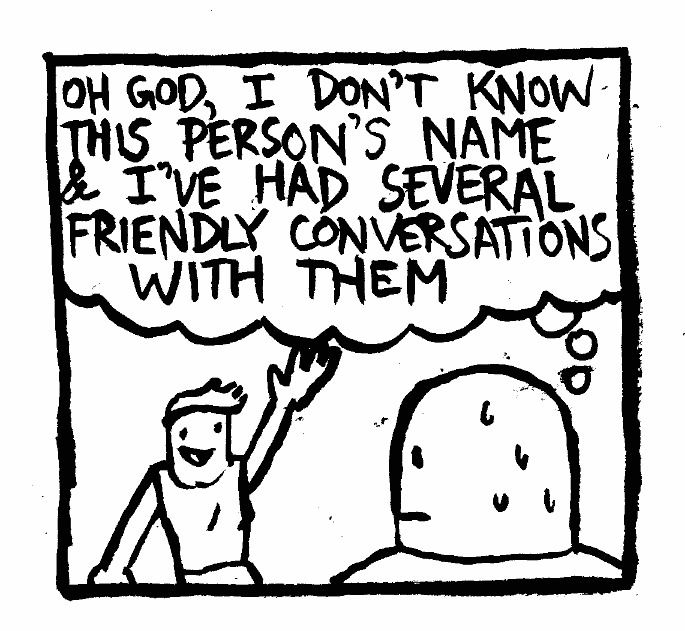 OH GOD, I DON'T KNOW
THIS PERSON'S NAME
& I'VE HAD SEVERAL
FRIENDLY CONVERSATIONS
WITH THEM